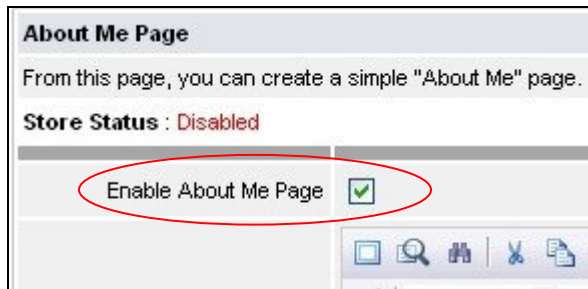 About Me Page
From this page, you can create a simple "About Me" page.
Store Status : Disabled
Enable About Me Page